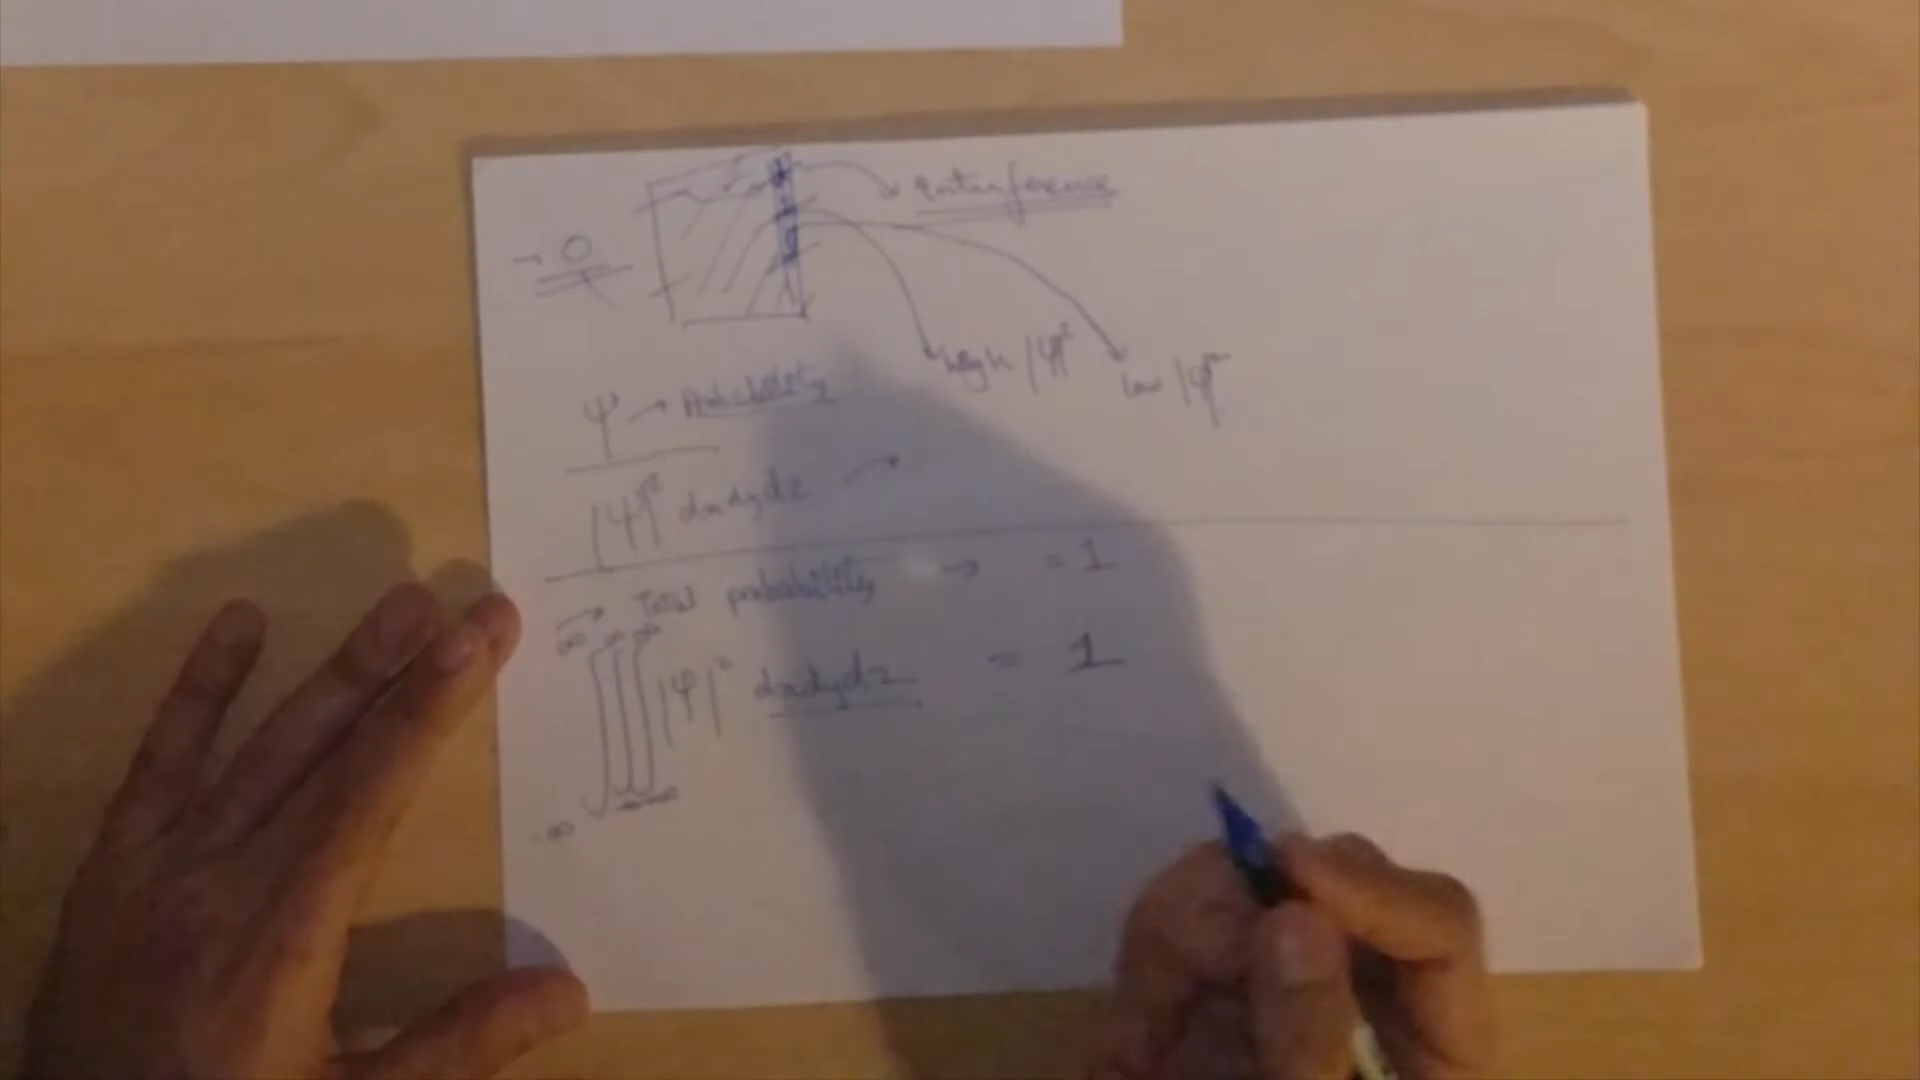 interference
high |ψ|²
low |ψ|²
ψ → Probability
|ψ|² dxdydz →
→ Total probability → = 1
∞ ∞ ∞
∫∫∫ |ψ|² dxdydz = 1
-∞